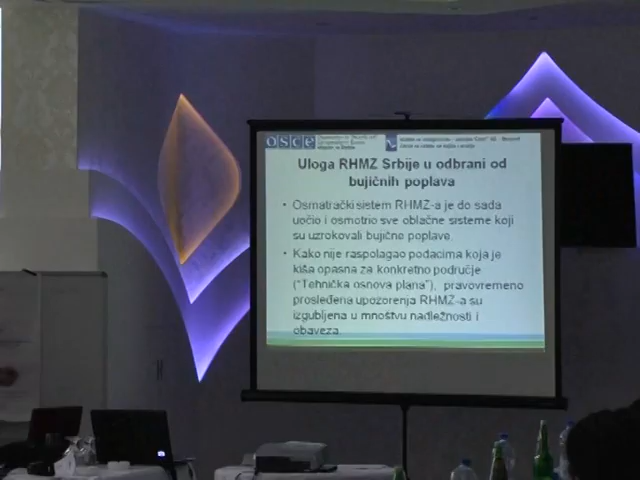 osce
Uloga RHMZ Srbije u odbrani od
bujičnih poplava
• Osmatrački sistem RHMZ-a je do sada
uočio i osmotrio sve oblačne sisteme koji
su uzrokovali bujične poplave.
• Kako nije raspolagao podacima koja je
kiša opasna za konkretno područje
("Tehnička osnova plana"), pravovremeno
prosleđena upozorenja RHMZ-a su
izgubljena u mnoštvu nadležnosti i
obaveza.